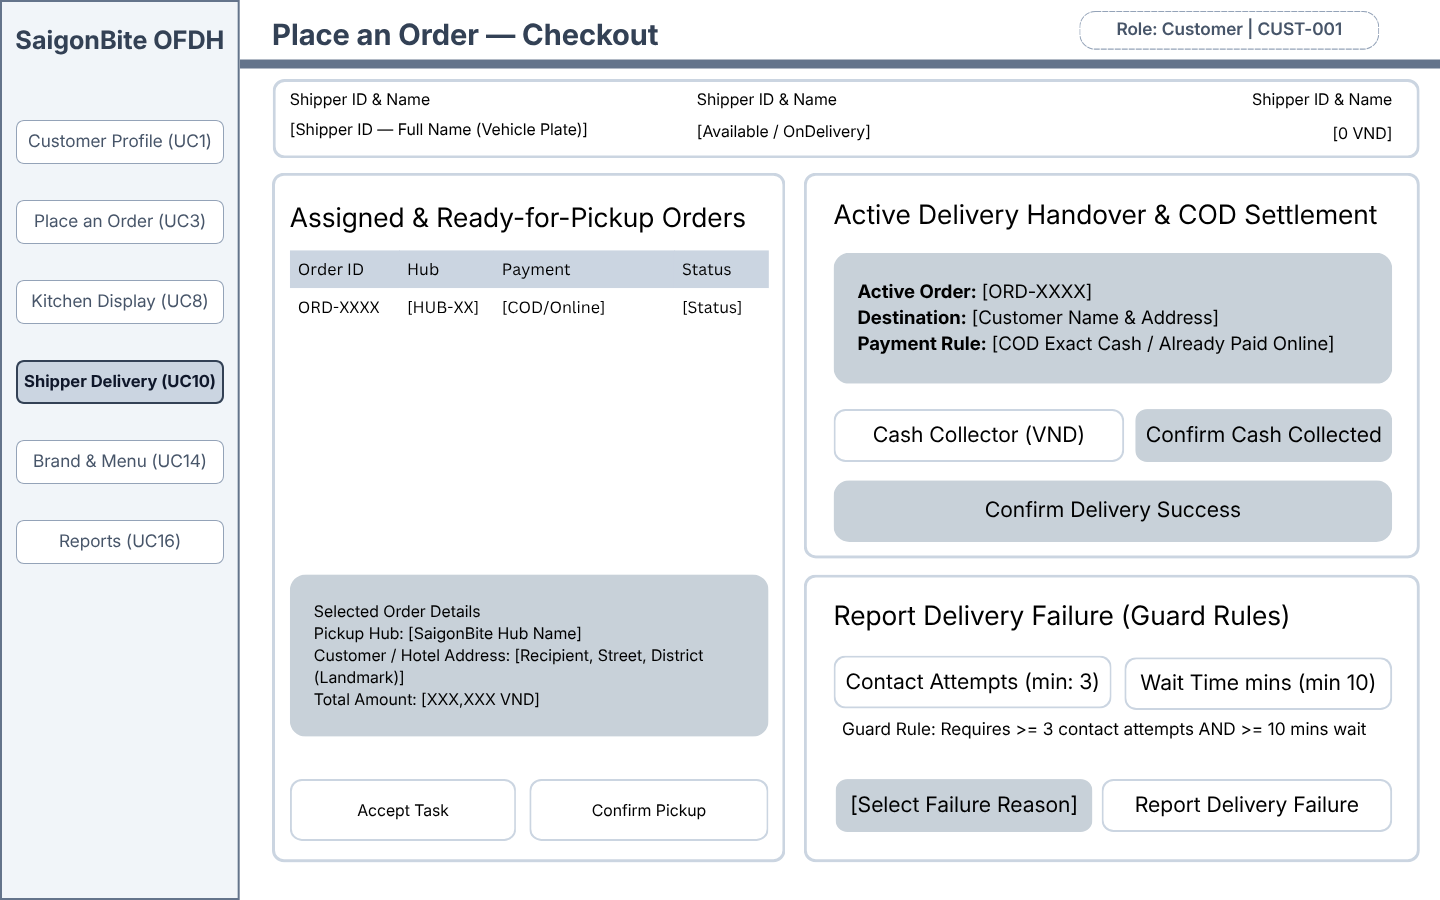 SaigonBite OFDH
Customer Profile (UC1)
Place an Order (UC3)
Kitchen Display (UC8)
Shipper Delivery (UC10)
Brand & Menu (UC14)
Reports (UC16)
Place an Order — Checkout
Role: Customer | CUST-001
Shipper ID & Name
[Shipper ID — Full Name (Vehicle Plate)]
Shipper ID & Name
[Available / OnDelivery]
Shipper ID & Name
[0 VND]
Assigned & Ready-for-Pickup Orders
Order ID Hub Payment Status
ORD-XXXX [HUB-XX] [COD/Online] [Status]
Selected Order Details
Pickup Hub: [SaigonBite Hub Name]
Customer / Hotel Address: [Recipient, Street, District
(Landmark)]
Total Amount: [XXX,XXX VND]
Accept Task
Confirm Pickup
Active Delivery Handover & COD Settlement
Active Order: [ORD-XXXX]
Destination: [Customer Name & Address]
Payment Rule: [COD Exact Cash / Already Paid Online]
Cash Collector (VND)
Confirm Cash Collected
Confirm Delivery Success
Report Delivery Failure (Guard Rules)
Contact Attempts (min: 3)
Wait Time mins (min 10)
Guard Rule: Requires >= 3 contact attempts AND >= 10 mins wait
[Select Failure Reason]
Report Delivery Failure